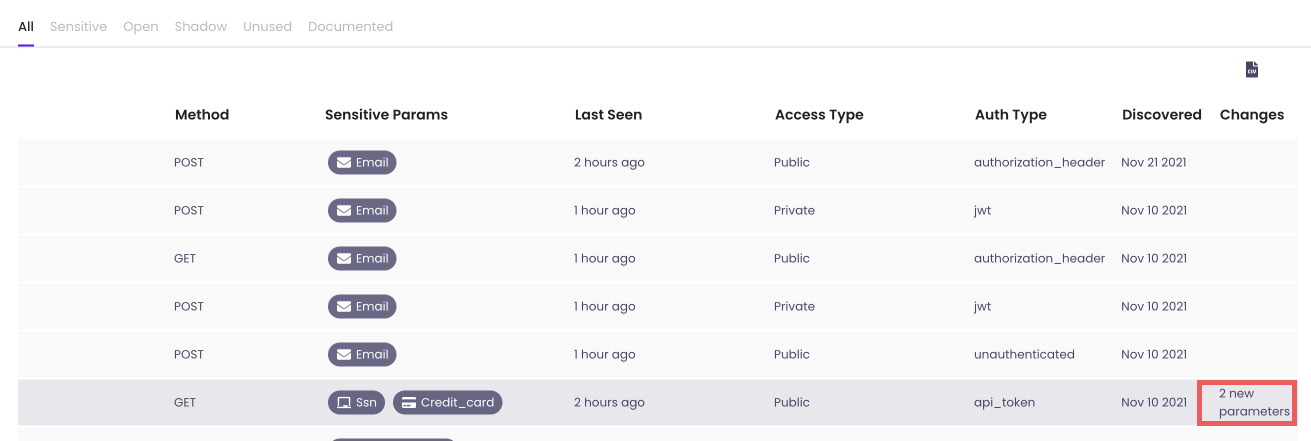 All Sensitive Open Shadow Unused Documented
CSV
Method Sensitive Params Last Seen Access Type Auth Type Discovered Changes
POST Email 2 hours ago Public authorization_header Nov 21 2021
POST Email 1 hour ago Private jwt Nov 10 2021
GET Email 1 hour ago Public authorization_header Nov 10 2021
POST Email 1 hour ago Private jwt Nov 10 2021
POST Email 1 hour ago Public unauthenticated Nov 10 2021
GET Ssn Credit_card 2 hours ago Public api_token Nov 10 2021 2 new
parameters